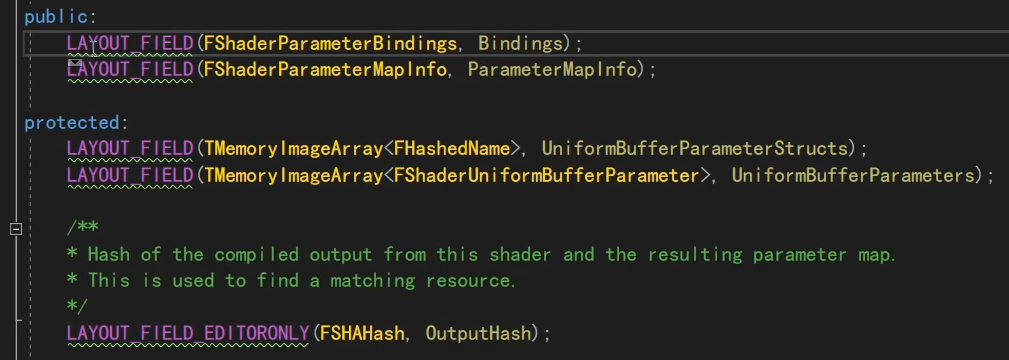 public:
LAYOUT_FIELD(FShaderParameterBindings, Bindings);
LAYOUT_FIELD(FShaderParameterMapInfo, ParameterMapInfo);
protected:
LAYOUT_FIELD(TMemoryImageArray<FHashedName>, UniformBufferParameterStructs);
LAYOUT_FIELD(TMemoryImageArray<FShaderUniformBufferParameter>, UniformBufferParameters);
/**
* Hash of the compiled output from this shader and the resulting parameter map.
* This is used to find a matching resource.
*/
LAYOUT_FIELD_EDITORONLY(FSHAHash, OutputHash);